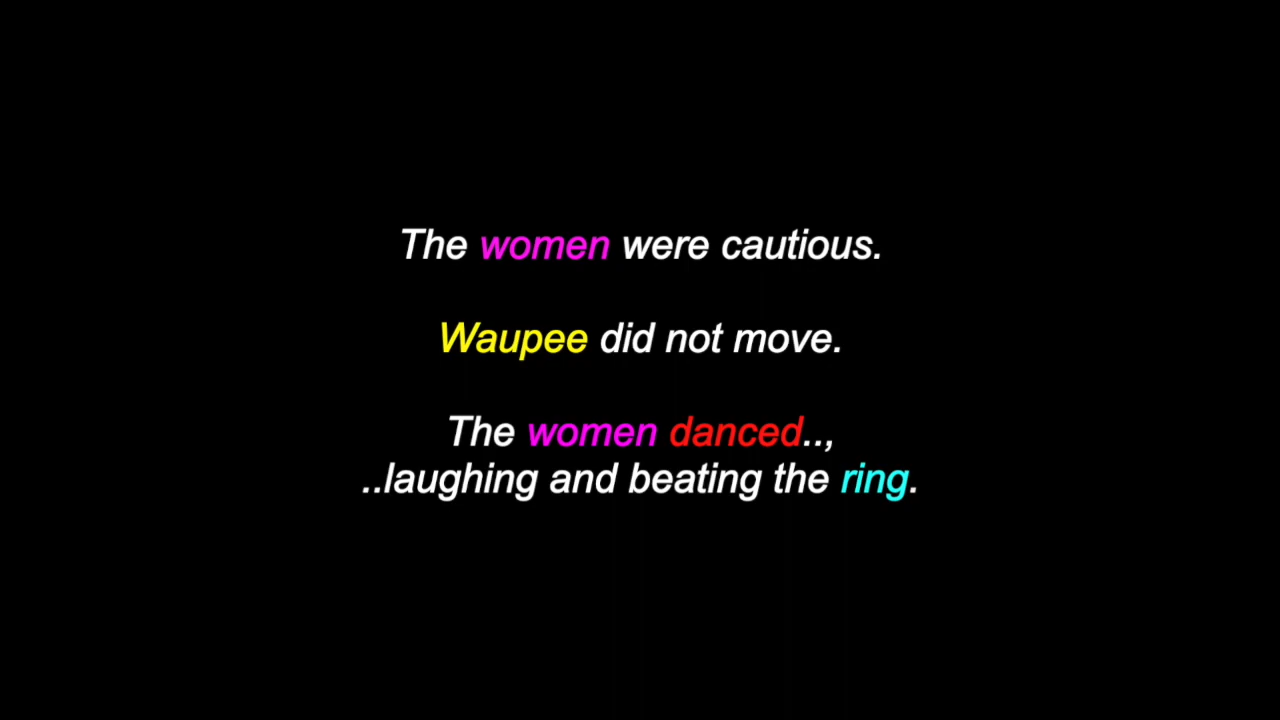 The women were cautious.
Waupee did not move.
The women danced..,
..laughing and beating the ring.